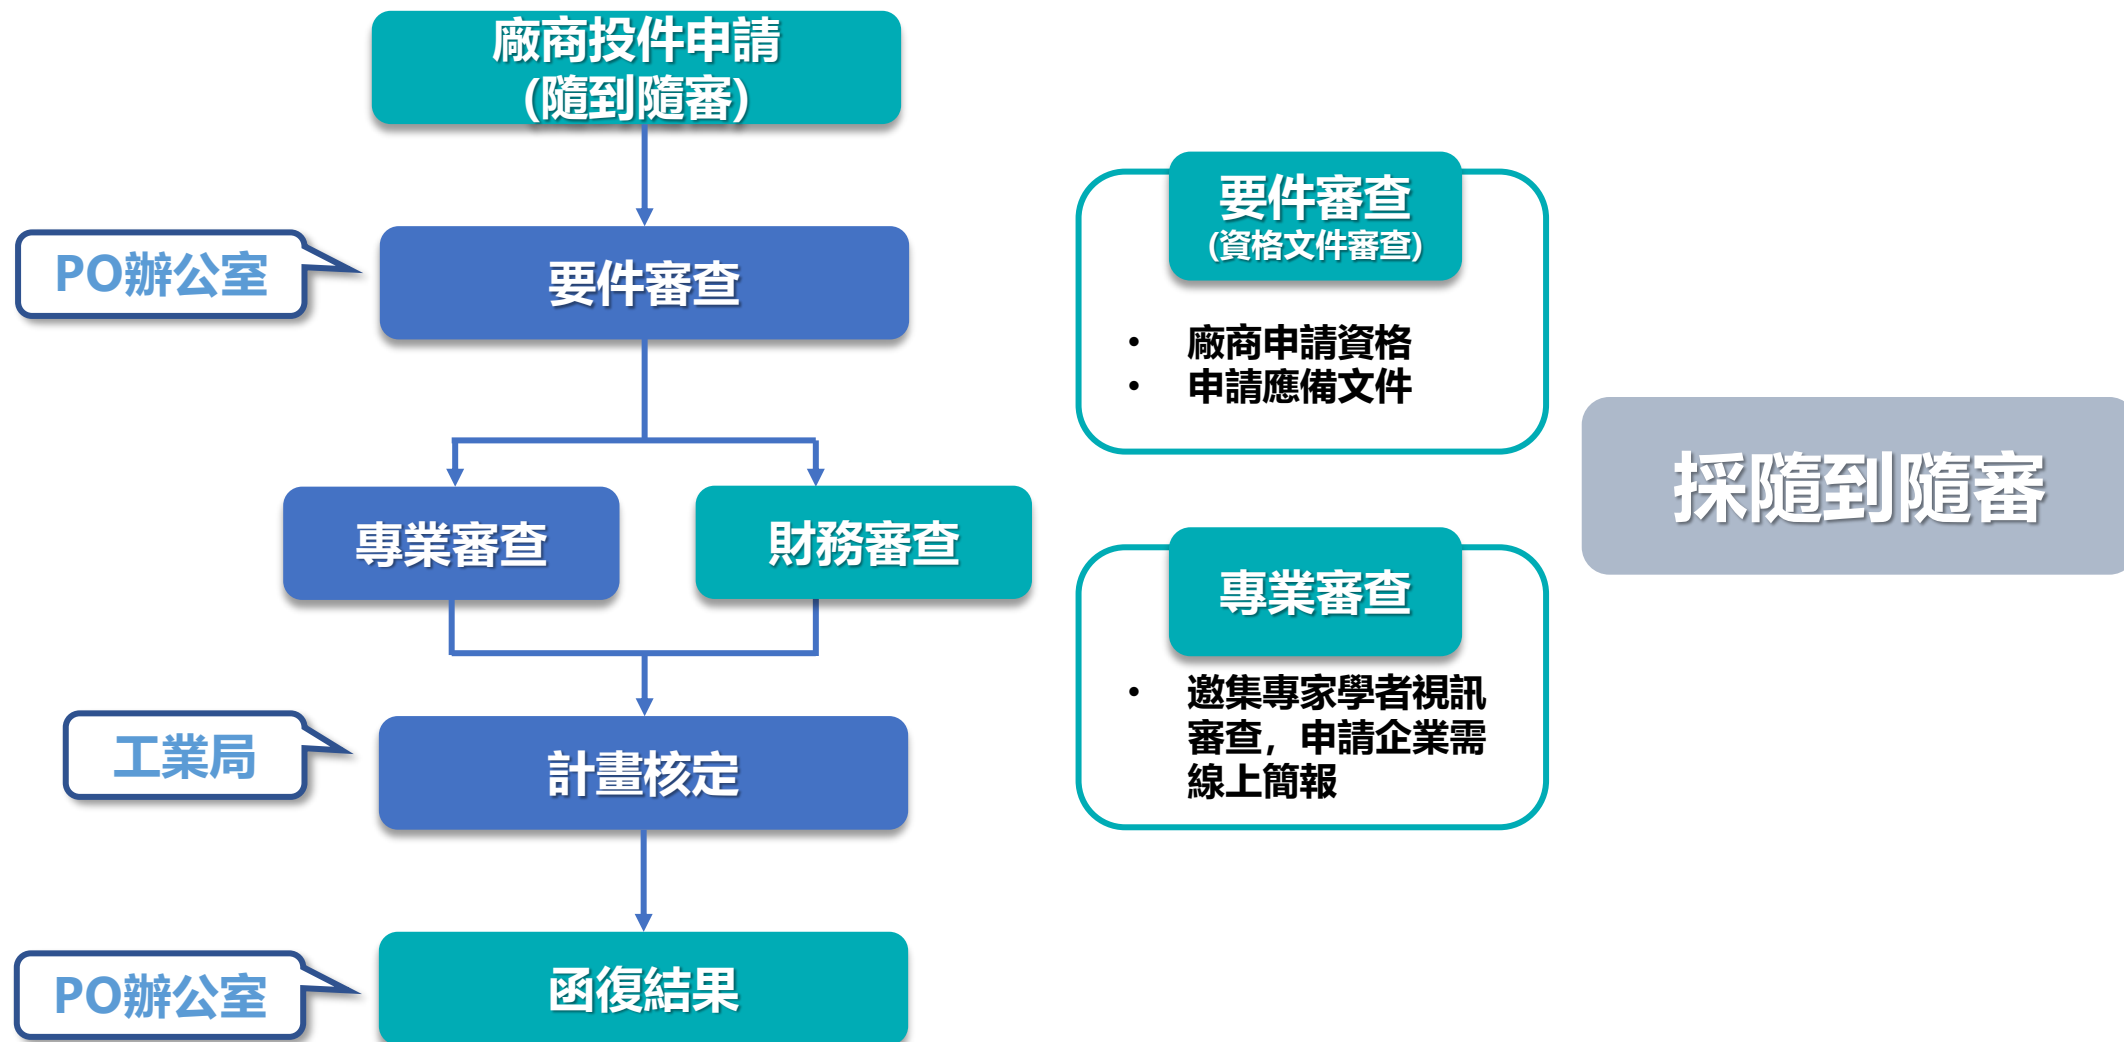 廠商投件申請
(隨到隨審)
PO辦公室
要件審查
專業審查
財務審查
工業局
計畫核定
PO辦公室
函復結果
要件審查
(資格文件審查)
• 廠商申請資格
• 申請應備文件
專業審查
• 邀集專家學者視訊
審查，申請企業需
線上簡報
採隨到隨審